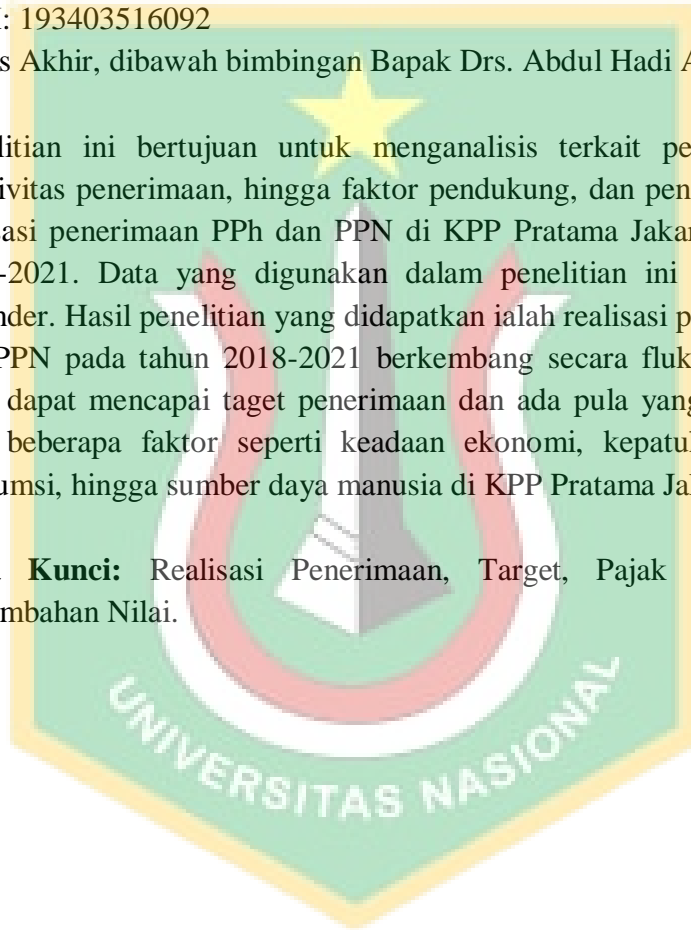 : 193403516092
s Akhir, dibawah bimbingan Bapak Drs. Abdul Hadi A
litian ini bertujuan untuk menganalisis terkait pe
ivitas penerimaan, hingga faktor pendukung, dan pen
asi penerimaan PPh dan PPN di KPP Pratama Jakar
-2021. Data yang digunakan dalam penelitian ini
nder. Hasil penelitian yang didapatkan ialah realisasi p
PPN pada tahun 2018-2021 berkembang secara fluk
dapat mencapai taget penerimaan dan ada pula yang
beberapa faktor seperti keadaan ekonomi, kepatul
umsi, hingga sumber daya manusia di KPP Pratama Jal
Kunci: Realisasi Penerimaan, Target, Pajak
mbahan Nilai.
UNIVERSITAS NASIONAL